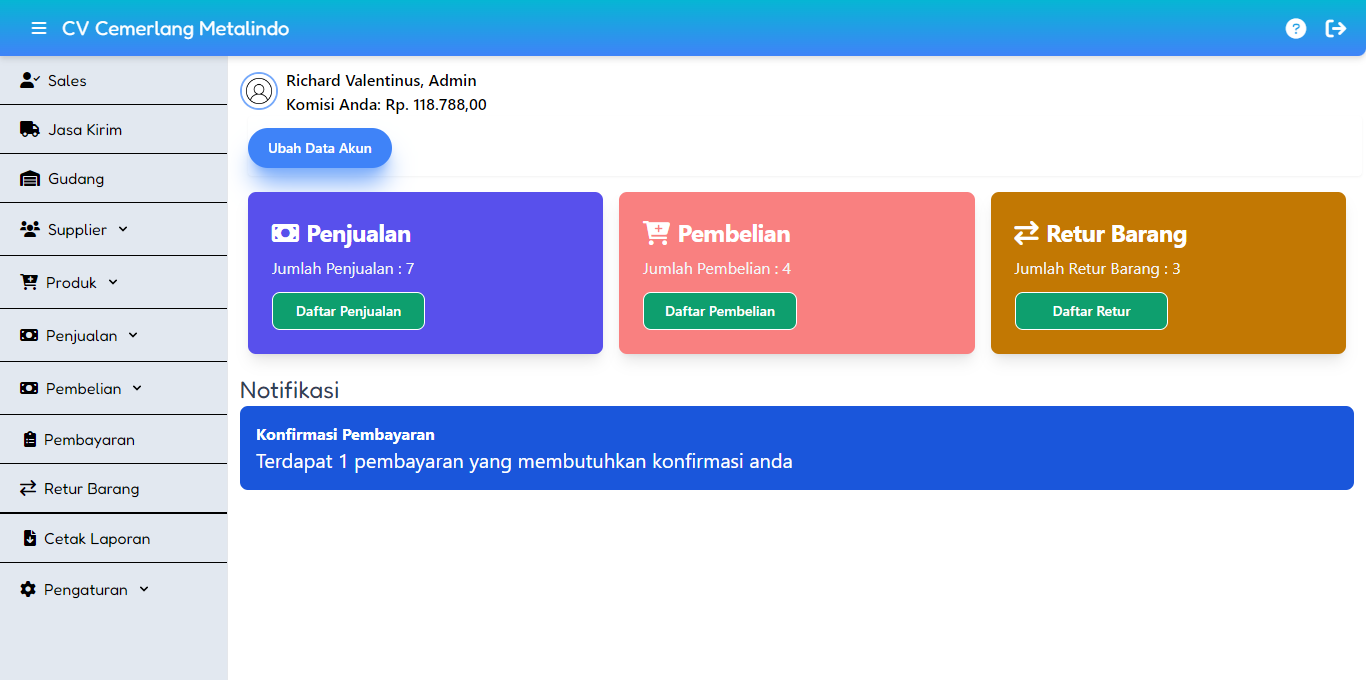 CV Cemerlang Metalindo
Sales
Jasa Kirim
Gudang
Supplier
Produk
Penjualan
Pembelian
Pembayaran
Retur Barang
Cetak Laporan
Pengaturan
Richard Valentinus, Admin
Komisi Anda: Rp. 118.788,00
Ubah Data Akun
Penjualan
Jumlah Penjualan : 7
Daftar Penjualan
Pembelian
Jumlah Pembelian : 4
Daftar Pembelian
Retur Barang
Jumlah Retur Barang : 3
Daftar Retur
Notifikasi
Konfirmasi Pembayaran
Terdapat 1 pembayaran yang membutuhkan konfirmasi anda